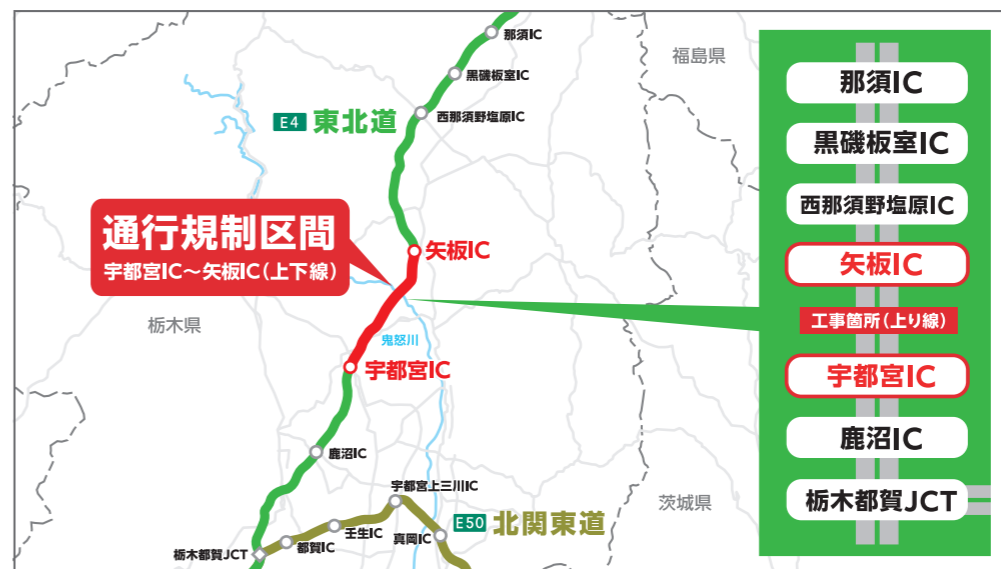 那須IC
黒磯板室IC
西那須野塩原IC
E4 東北道
福島県
通行規制区間
宇都宮IC〜矢板IC(上下線)
矢板IC
栃木県
鬼怒川
宇都宮IC
鹿沼IC
宇都宮上三川IC
E50 北関東道
壬生IC
真岡IC
都賀IC
栃木都賀JCT
茨城県
那須IC
黒磯板室IC
西那須野塩原IC
矢板IC
工事箇所(上り線)
宇都宮IC
鹿沼IC
栃木都賀JCT